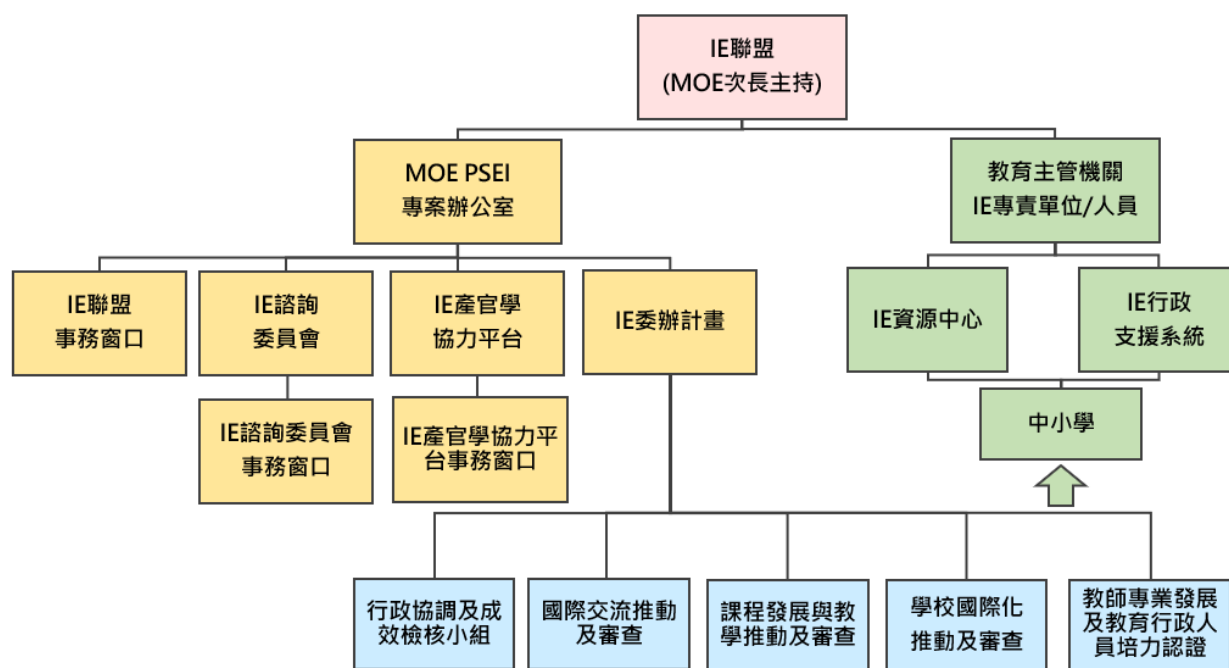 IE聯盟
(MOE次長主持)
MOE PSEI
專案辦公室
教育主管機關
IE專責單位/人員
IE聯盟
事務窗口
IE諮詢
委員會
IE產官學
協力平台
IE委辦計畫
IE資源中心
IE行政
支援系統
IE諮詢委員會
事務窗口
IE產官學協力平
台事務窗口
中小學
行政協調及成
效檢核小組
國際交流推動
及審查
課程發展與教
學推動及審查
學校國際化
推動及審查
教師專業發展
及教育行政人
員培力認證